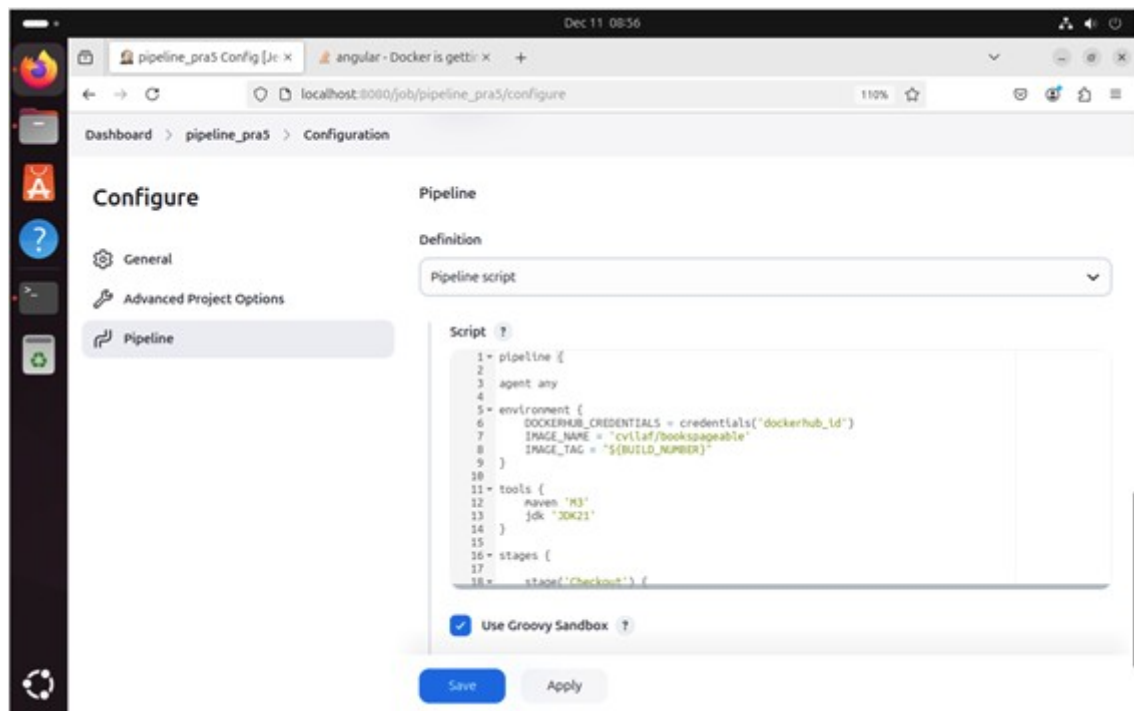 Dec 11 08:56
pipeline_pra5 Config [Je ×
angular - Docker is gettin ×
localhost:8080/job/pipeline_pra5/configure
110%
Dashboard > pipeline_pra5 > Configuration
Configure
General
Advanced Project Options
Pipeline
Pipeline
Definition
Pipeline script
Script ?
1 pipeline {
2
3 agent any
4
5 environment {
6 DOCKERHUB_CREDENTIALS = credentials('dockerhub_id')
7 IMAGE_NAME = 'cvilaf/bookspageable'
8 IMAGE_TAG = "${BUILD_NUMBER}"
9 }
10
11 tools {
12 maven 'M3'
13 jdk 'JDK21'
14 }
15
16 stages {
17
18 stage('Checkout') {
Use Groovy Sandbox ?
Save
Apply